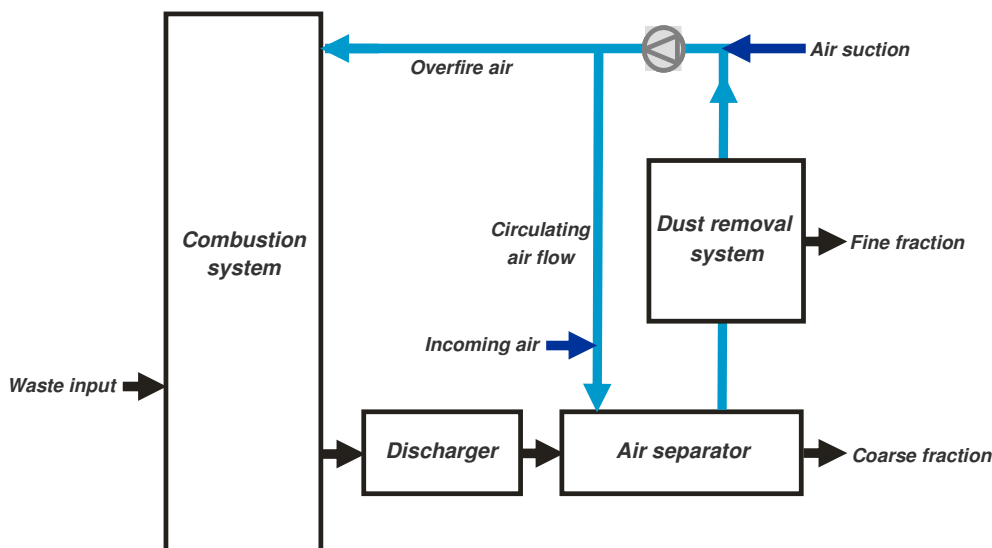 Air suction
Overfire air
Circulating
air flow
Dust removal
system
Fine fraction
Combustion
system
Incoming air
Waste input
Discharger
Air separator
Coarse fraction